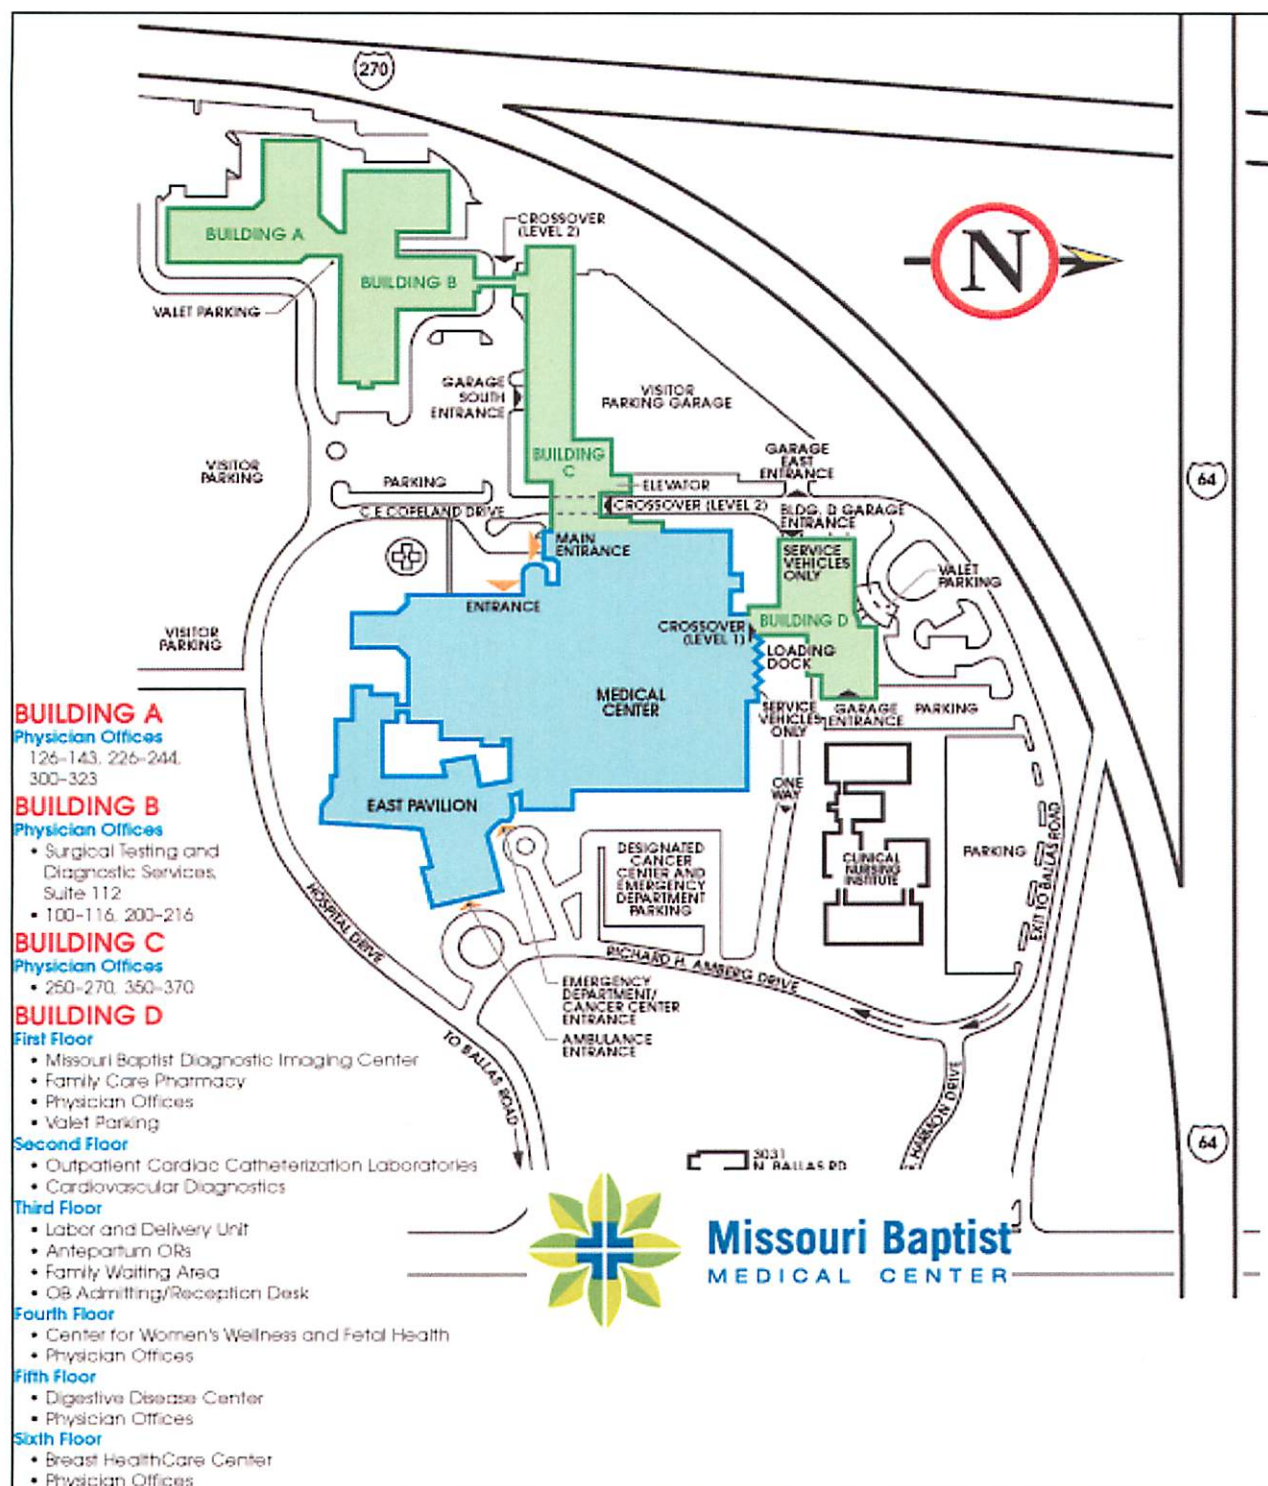 270
N
64
BUILDING A
BUILDING B
CROSSOVER
(LEVEL 2)
VALET PARKING
GARAGE
SOUTH
ENTRANCE
VISITOR
PARKING GARAGE
BUILDING
C
GARAGE
EAST
ENTRANCE
VISITOR
PARKING
PARKING
ELEVATOR
C E COPELAND DRIVE
CROSSOVER (LEVEL 2)
BLDG. D GARAGE
ENTRANCE
MAIN
ENTRANCE
SERVICE
VEHICLES
ONLY
VALET
PARKING
ENTRANCE
VISITOR
PARKING
CROSSOVER
(LEVEL 1)
BUILDING D
LOADING
DOCK
MEDICAL
CENTER
SERVICE
VEHICLES
ONLY
GARAGE
ENTRANCE
PARKING
EAST PAVILION
ONE
WAY
DESIGNATED
CANCER
CENTER AND
EMERGENCY
DEPARTMENT
PARKING
CLINICAL
NURSING
INSTITUTE
PARKING
EXIT TO BALLAS ROAD
HOSPITAL DRIVE
RICHARD H. AMBERG DRIVE
EMERGENCY
DEPARTMENT/
CANCER CENTER
ENTRANCE
AMBULANCE
ENTRANCE
TO BALLAS ROAD
HARMON DRIVE
3031
N. BALLAS RD
64
Missouri Baptist
MEDICAL CENTER
BUILDING A
Physician Offices
126-143, 226-244,
300-323
BUILDING B
Physician Offices
• Surgical Testing and
Diagnostic Services,
Suite 112
• 100-116, 200-216
BUILDING C
Physician Offices
• 250-270, 350-370
BUILDING D
First Floor
• Missouri Baptist Diagnostic Imaging Center
• Family Care Pharmacy
• Physician Offices
• Valet Parking
Second Floor
• Outpatient Cardiac Catheterization Laboratories
• Cardiovascular Diagnostics
Third Floor
• Labor and Delivery Unit
• Antepartum ORs
• Family Waiting Area
• OB Admitting/Reception Desk
Fourth Floor
• Center for Women's Wellness and Fetal Health
• Physician Offices
Fifth Floor
• Digestive Disease Center
• Physician Offices
Sixth Floor
• Breast HealthCare Center
• Physician Offices